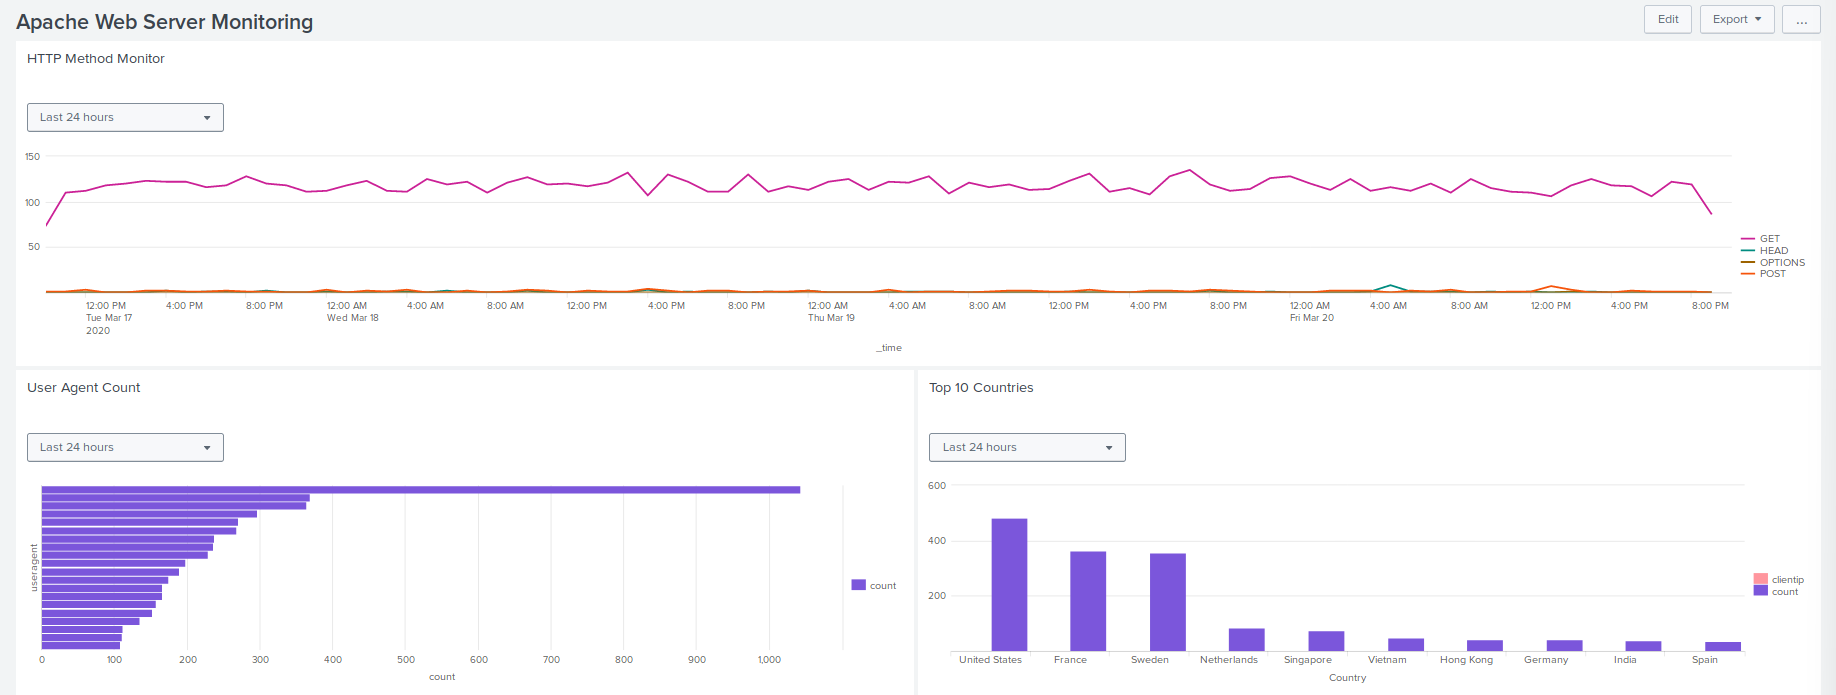 Apache Web Server Monitoring
Edit
Export
...
HTTP Method Monitor
Last 24 hours
150
100
50
GET
HEAD
OPTIONS
POST
12:00 PM 4:00 PM 8:00 PM 12:00 AM 4:00 AM 8:00 AM 12:00 PM 4:00 PM 8:00 PM 12:00 AM 4:00 AM 8:00 AM 12:00 PM 4:00 PM 8:00 PM 12:00 AM 4:00 AM 8:00 AM 12:00 PM 4:00 PM 8:00 PM
Tue Mar 17 Wed Mar 18 Thu Mar 19 Fri Mar 20
2020
_time
User Agent Count
Last 24 hours
useragent
count
0 100 200 300 400 500 600 700 800 900 1,000
count
Top 10 Countries
Last 24 hours
600
400
200
clientip
count
United States France Sweden Netherlands Singapore Vietnam Hong Kong Germany India Spain
Country